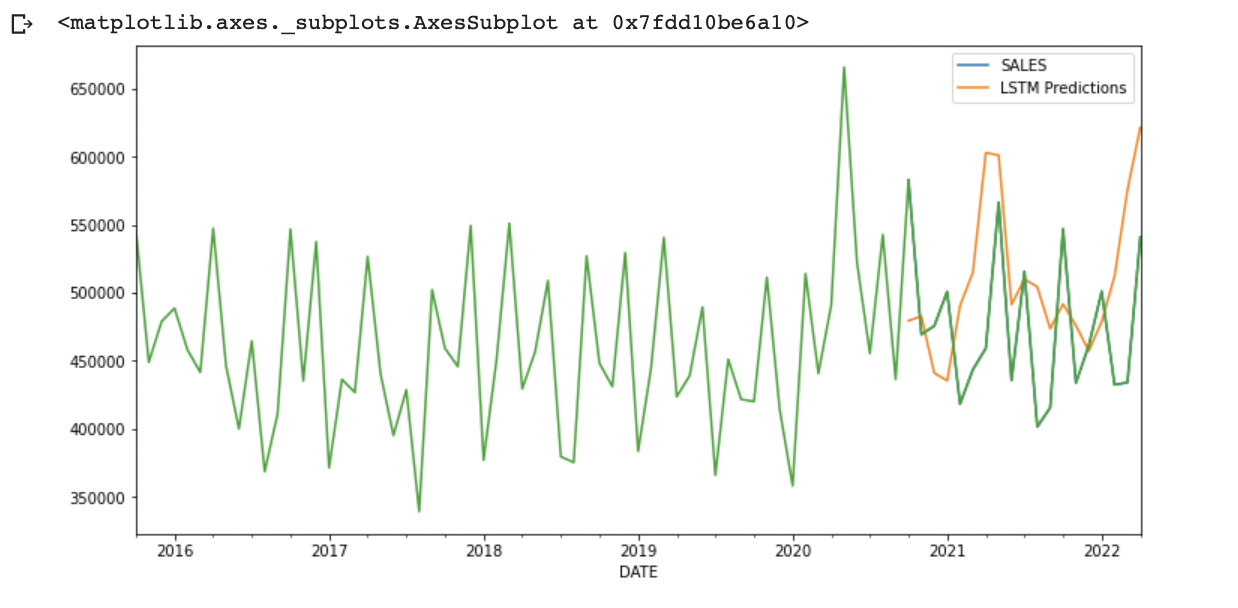 <matplotlib.axes._subplots.AxesSubplot at 0x7fdd10be6a10>
SALES
LSTM Predictions
650000
600000
550000
500000
450000
400000
350000
2016 2017 2018 2019 2020 2021 2022
DATE